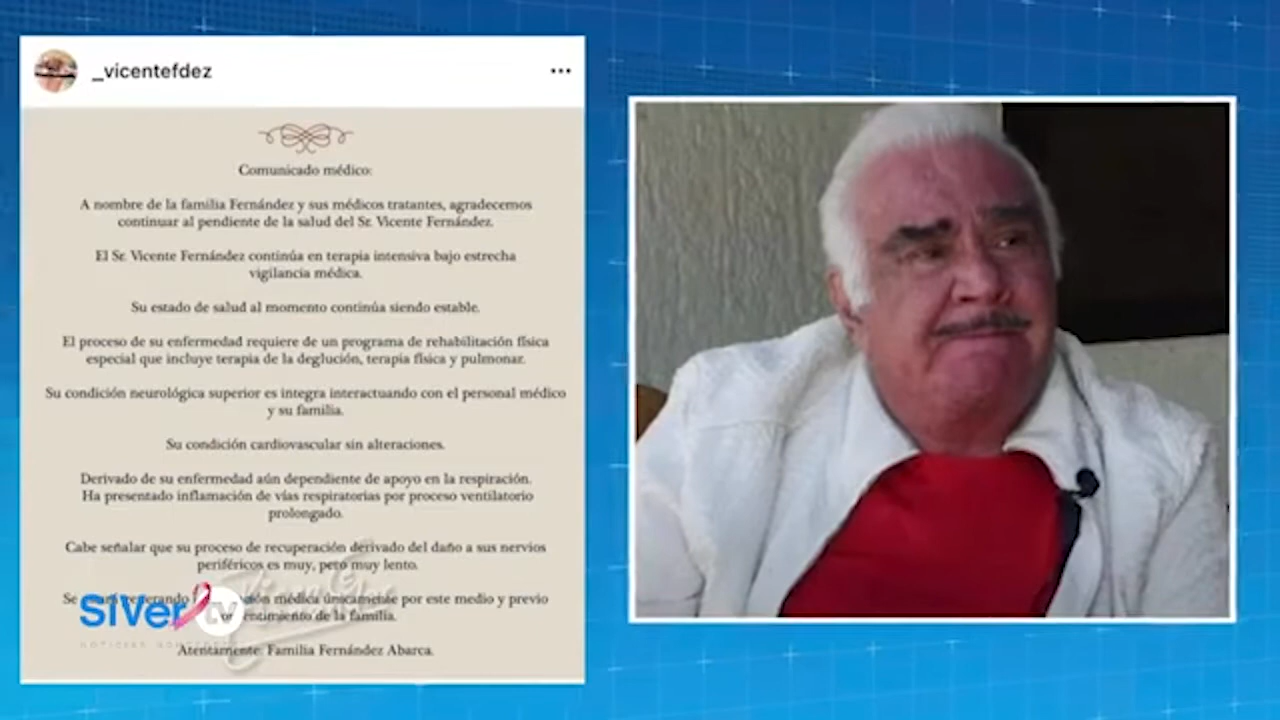 _vicentefdez
Comunicado médico:
A nombre de la familia Fernández y sus médicos tratantes, agradecemos
continuar al pendiente de la salud del Sr. Vicente Fernández.
El Sr. Vicente Fernández continúa en terapia intensiva bajo estrecha
vigilancia médica.
Su estado de salud al momento continúa siendo estable.
El proceso de su enfermedad requiere de un programa de rehabilitación física
especial que incluye terapia de la deglución, terapia física y pulmonar.
Su condición neurológica superior es integra interactuando con el personal médico
y su familia.
Su condición cardiovascular sin alteraciones.
Derivado de su enfermedad aún dependiente de apoyo en la respiración.
Ha presentado inflamación de vías respiratorias por proceso ventilatorio
prolongado.
Cabe señalar que su proceso de recuperación derivado del daño a sus nervios
periféricos es muy, pero muy lento.
Se médica únicamente por este medio y previo
de la familia.
Atentamente: Familia Fernández Abarca.
SIVer tv